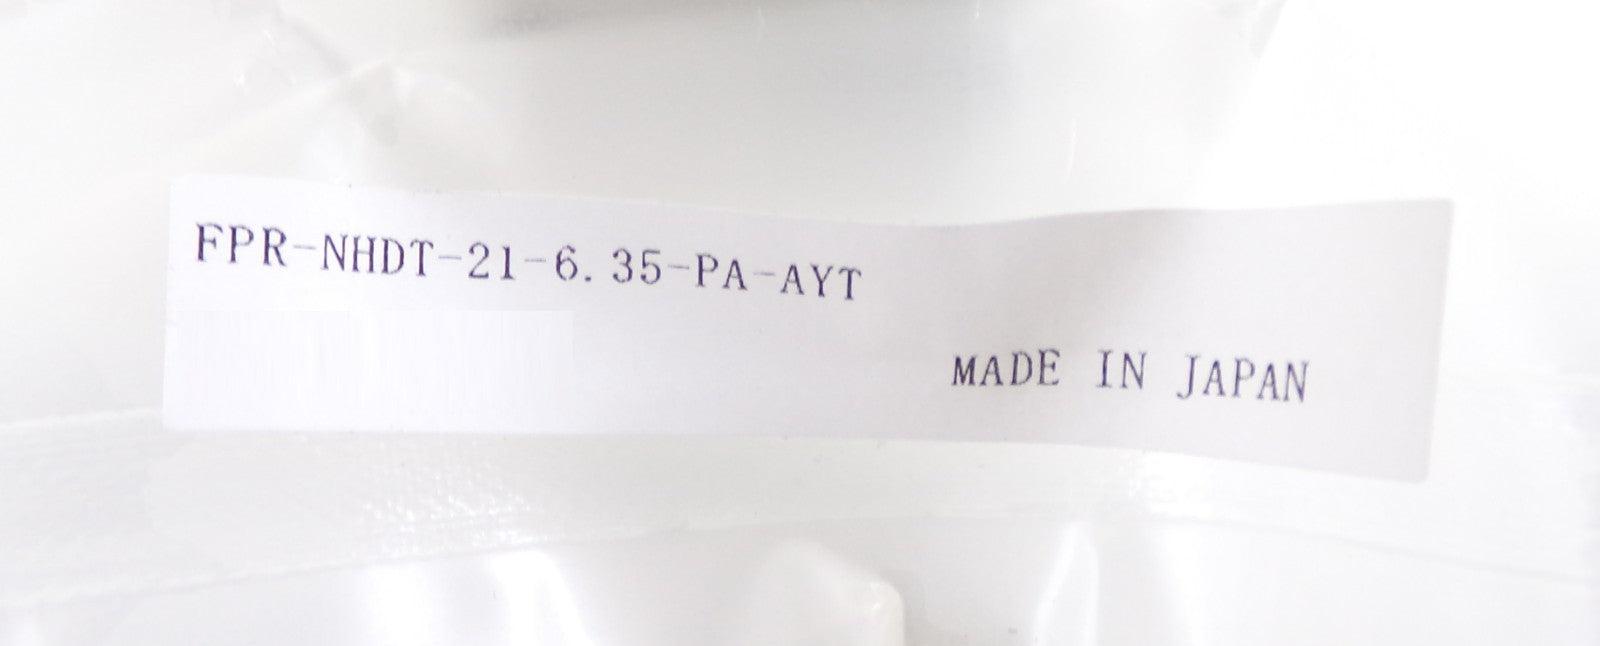 FPR-NHDT-21-6.35-PA-AYT
MADE IN JAPAN